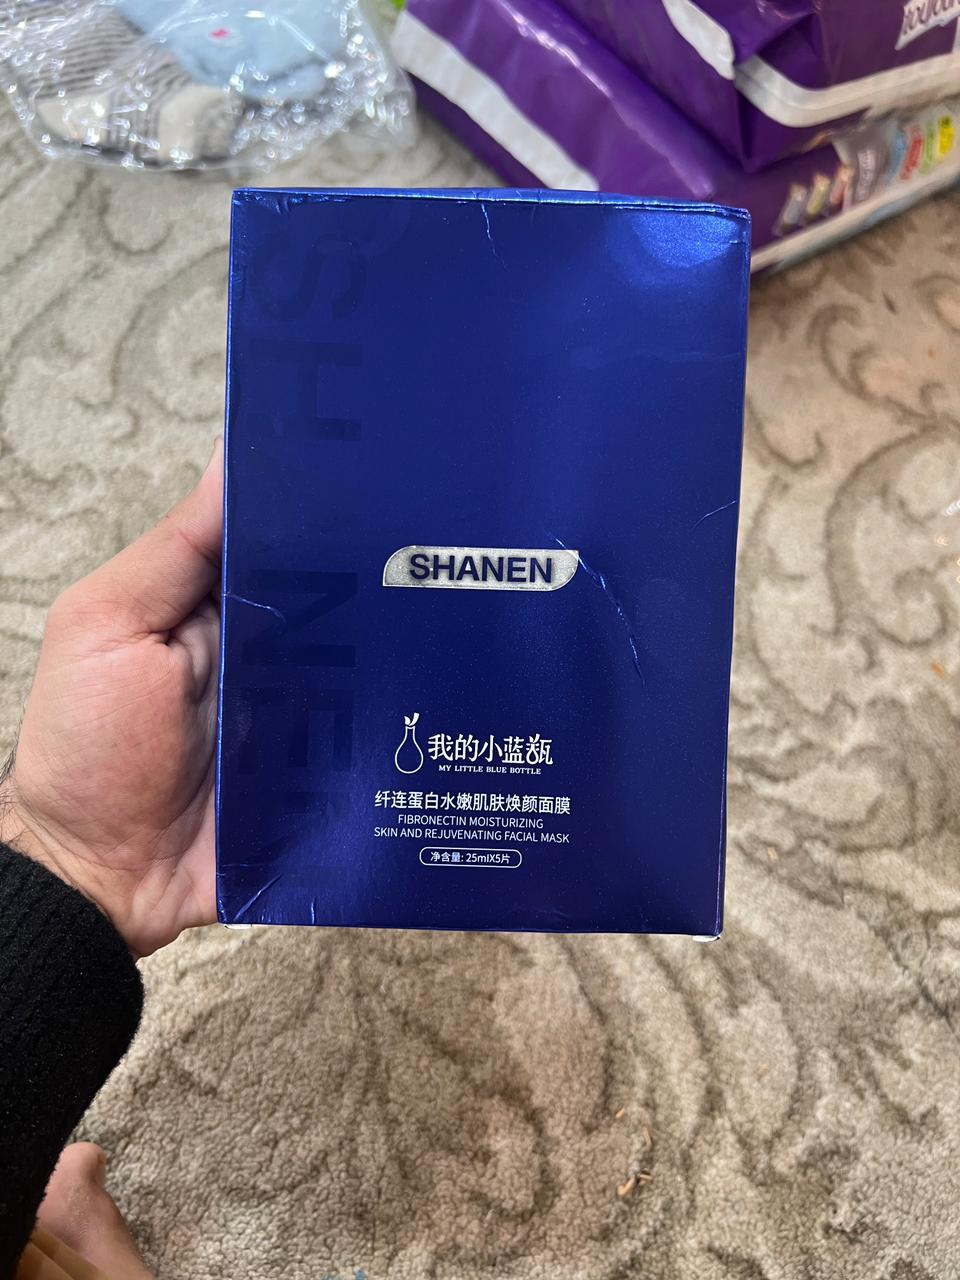 SHANEN
SHANEN
我的小蓝瓶
MY LITTLE BLUE BOTTLE
纤连蛋白水嫩肌肤焕颜面膜
FIBRONECTIN MOISTURIZING
SKIN AND REJUVENATING FACIAL MASK
净含量: 25mlX5片